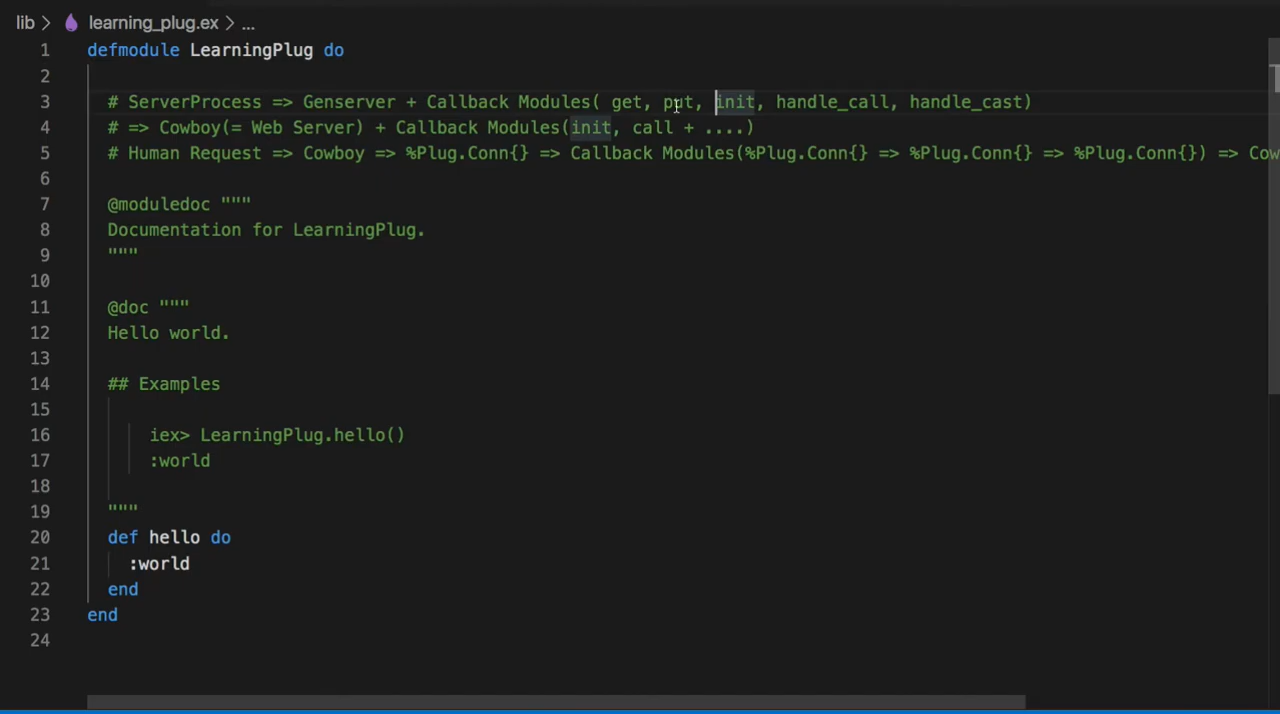 lib > learning_plug.ex > ...
1 defmodule LearningPlug do
2
3 # ServerProcess => Genserver + Callback Modules( get, put, init, handle_call, handle_cast)
4 # => Cowboy(= Web Server) + Callback Modules(init, call + ....)
5 # Human Request => Cowboy => %Plug.Conn{} => Callback Modules(%Plug.Conn{} => %Plug.Conn{} => %Plug.Conn{}) => Cow
6
7 @moduledoc """
8 Documentation for LearningPlug.
9 """
10
11 @doc """
12 Hello world.
13
14 ## Examples
15
16 iex> LearningPlug.hello()
17 :world
18
19 """
20 def hello do
21 :world
22 end
23 end
24